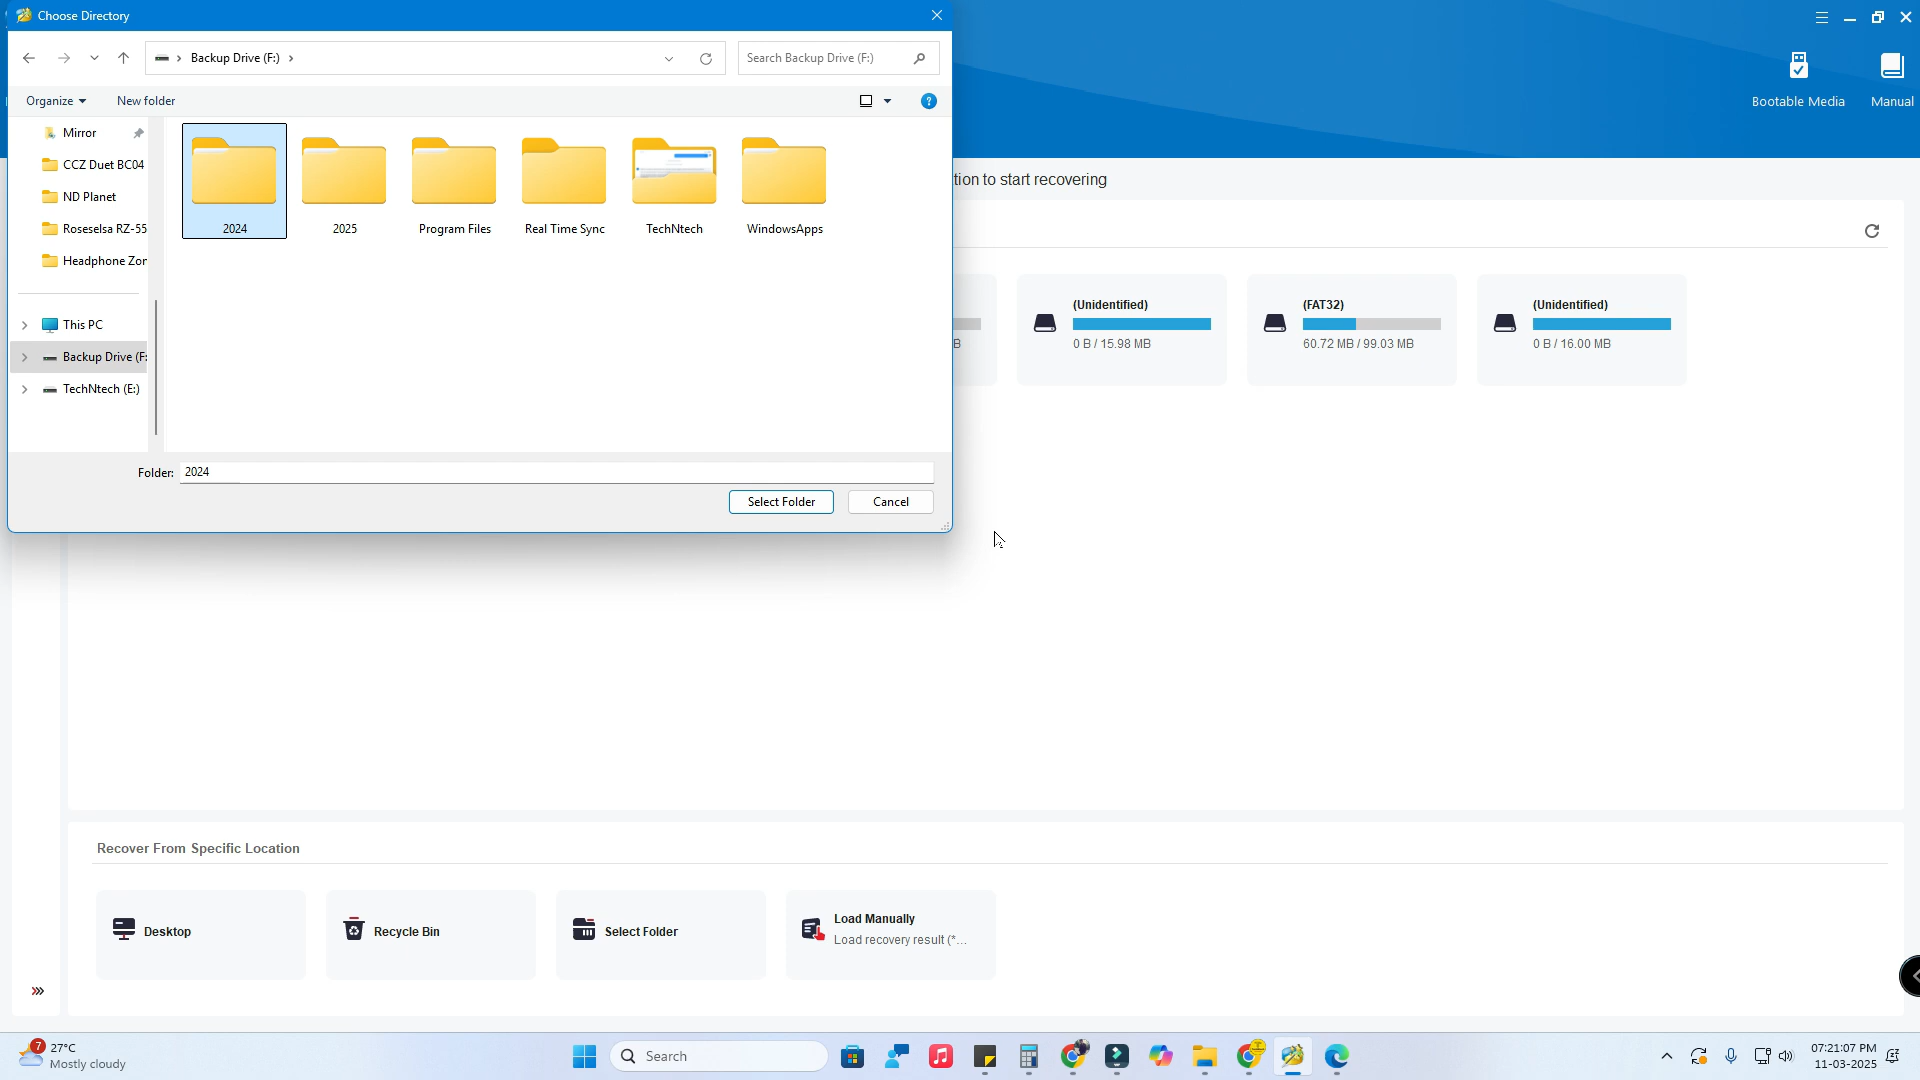 Choose Directory
Backup Drive (F:)
Search Backup Drive (F:)
Organize
New folder
Bootable Media
Manual
Mirror
CCZ Duet BC04
ND Planet
Roseselsa RZ-55
Headphone Zon
This PC
Backup Drive (F:
TechNtech (E:)
2024
2025
Program Files
Real Time Sync
TechNtech
WindowsApps
Folder:
2024
Select Folder
Cancel
tion to start recovering
B
(Unidentified)
0 B / 15.98 MB
(FAT32)
60.72 MB / 99.03 MB
(Unidentified)
0 B / 16.00 MB
Recover From Specific Location
Desktop
Recycle Bin
Select Folder
Load Manually
Load recovery result (*...
7
27°C
Mostly cloudy
Search
07:21:07 PM
11-03-2025